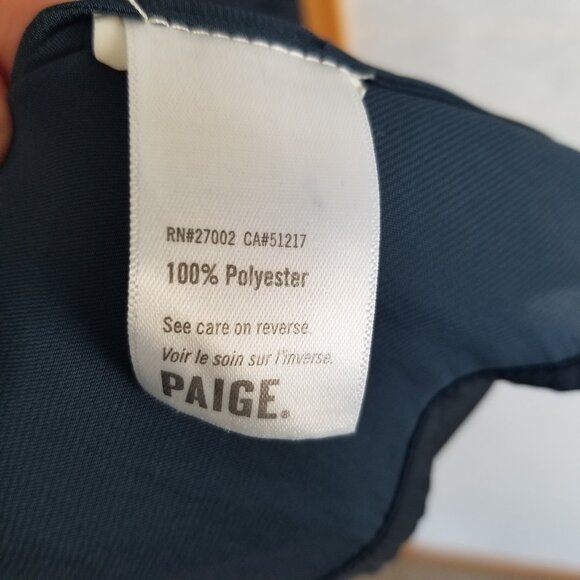 RN#27002 CA#51217
100% Polyester
See care on reverse.
Voir le soin sur l'inverse.
PAIGE®